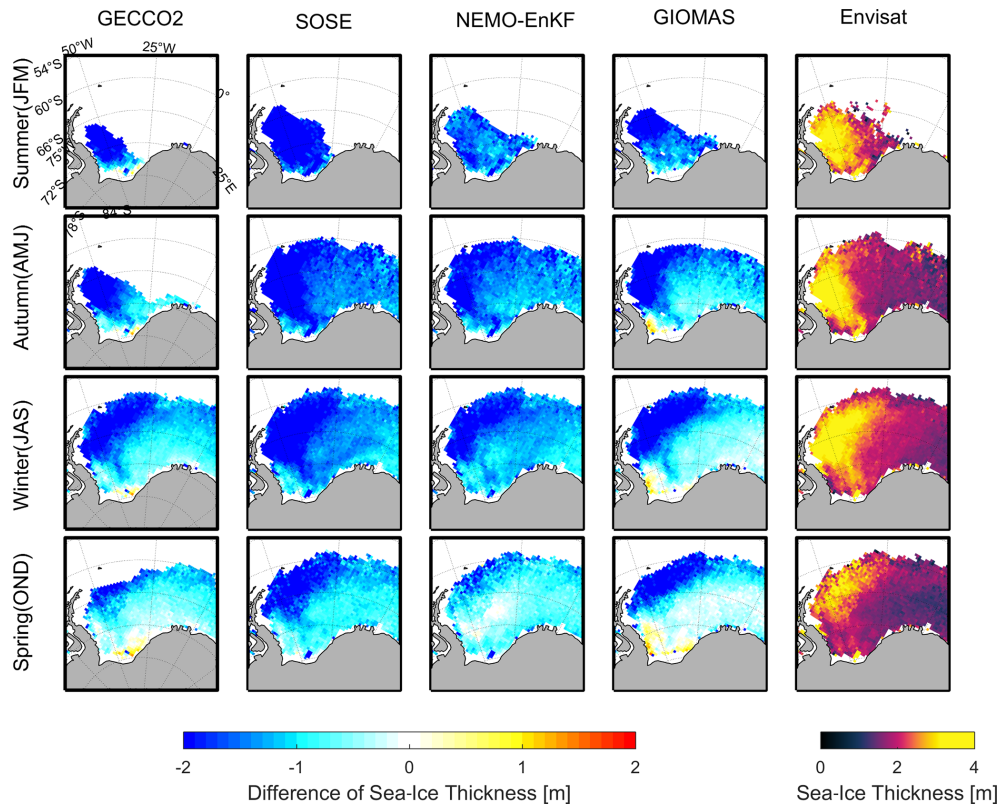 GECCO2 SOSE NEMO-EnKF GIOMAS Envisat
Summer(JFM)
50°W
25°W
54°S
0°
60°S
66°S
75°W
25°E
72°S
78°S
84°S
Autumn(AMJ)
Winter(JAS)
Spring(OND)
-2 -1 0 1 2
Difference of Sea-Ice Thickness [m]
0 2 4
Sea-Ice Thickness [m]